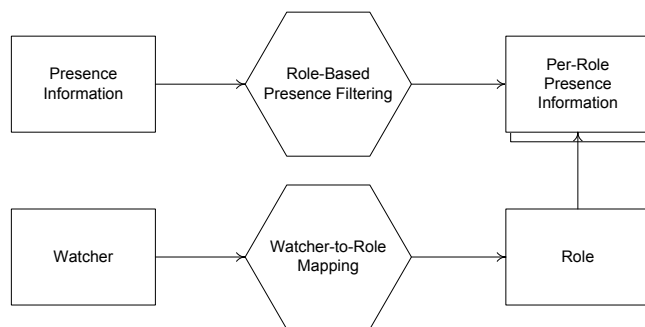 Presence
Information
Role-Based
Presence Filtering
Per-Role
Presence
Information
Watcher
Watcher-to-Role
Mapping
Role